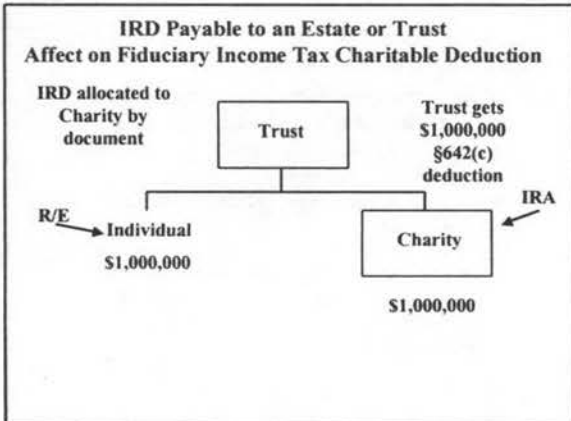 IRD Payable to an Estate or Trust
Affect on Fiduciary Income Tax Charitable Deduction
IRD allocated to
Charity by
document
Trust
Trust gets
$1,000,000
§642(c)
deduction
R/E
Individual
$1,000,000
IRA
Charity
$1,000,000